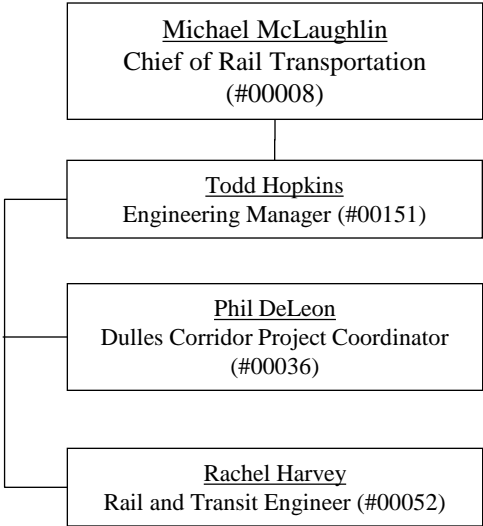 Michael McLaughlin
Chief of Rail Transportation
(#00008)
Todd Hopkins
Engineering Manager (#00151)
Phil DeLeon
Dulles Corridor Project Coordinator
(#00036)
Rachel Harvey
Rail and Transit Engineer (#00052)